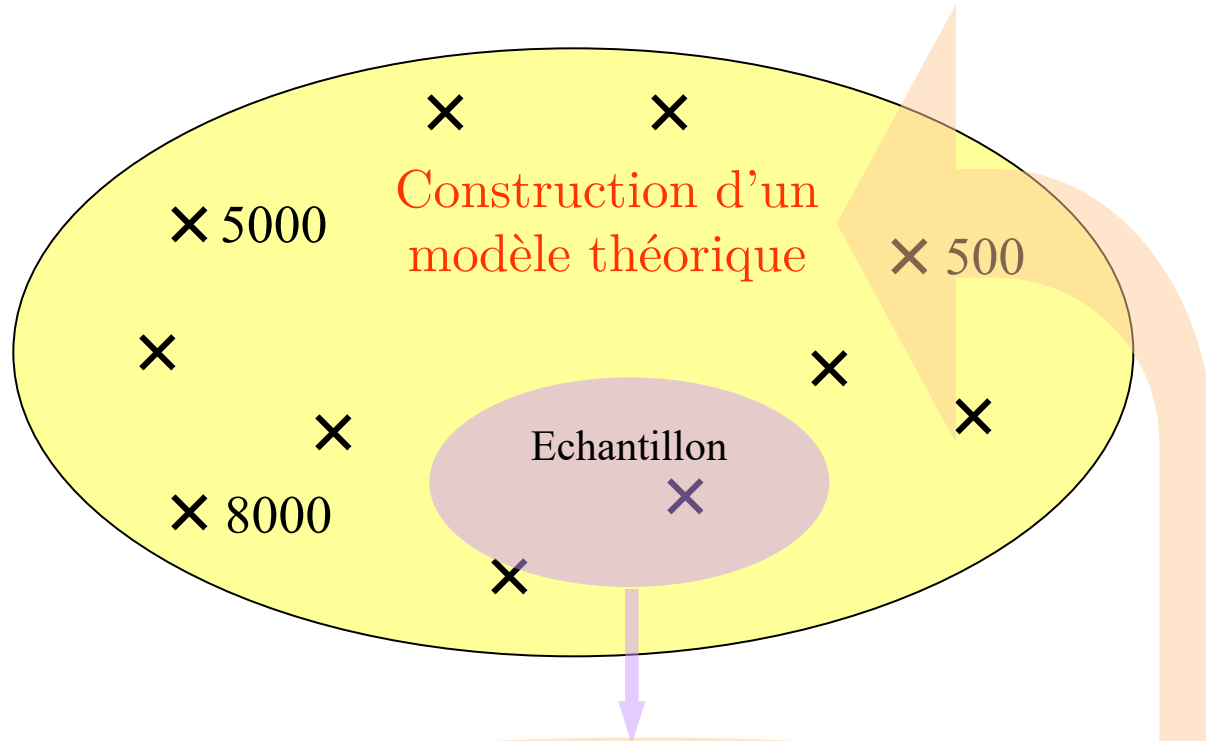 Construction d’un
modèle théorique
5000
500
Echantillon
8000